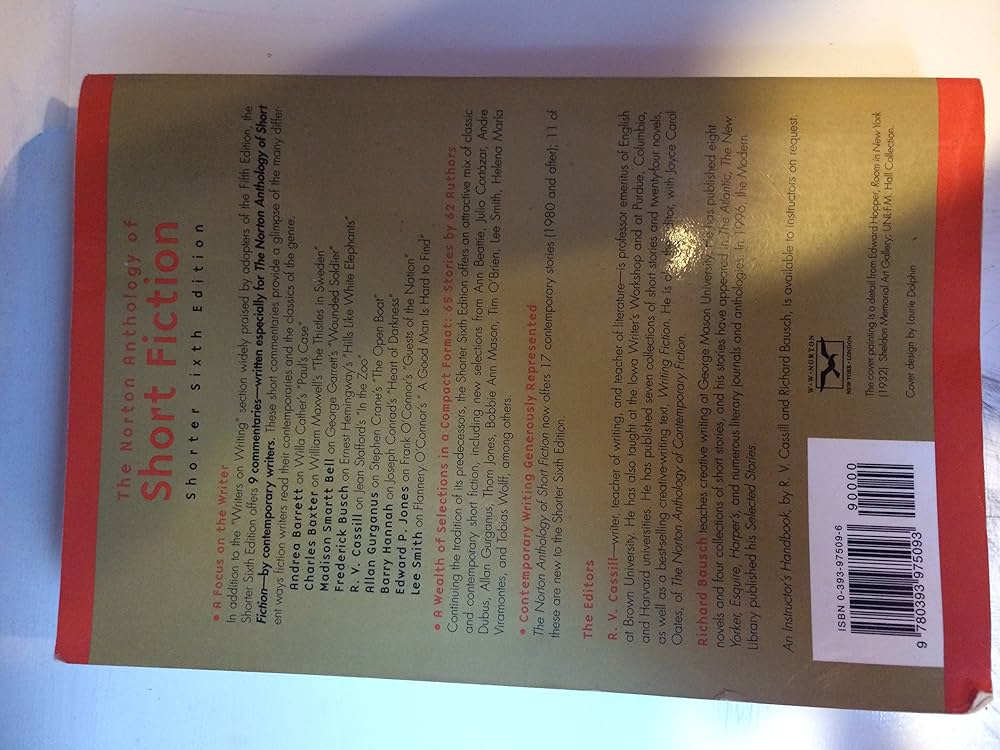 The Norton Anthology of
Short Fiction
Shorter Sixth Edition
• A Focus on the Writer
In addition to the "Writers on Writing" section widely praised by adopters of the Fifth Edition, the
Shorter Sixth Edition offers 9 commentaries—written especially for The Norton Anthology of Short
Fiction—by contemporary writers. These short commentaries provide a glimpse of the many differ-
ent ways fiction writers read their contemporaries and the classics of the genre.
Andrea Barrett on Willa Cather's "Paul's Case"
Charles Baxter on William Maxwell's "The Thistles in Sweden"
Madison Smartt Bell on George Garrett's "Wounded Soldier"
Frederick Busch on Ernest Hemingway's "Hills Like White Elephants"
R. V. Cassill on Jean Stafford's "In the Zoo"
Allan Gurganus on Stephen Crane's "The Open Boat"
Barry Hannah on Joseph Conrad's "Heart of Darkness"
Edward P. Jones on Frank O'Connor's "Guests of the Nation"
Lee Smith on Flannery O'Connor's "A Good Man Is Hard to Find"
• A Wealth of Selections in a Compact Format: 65 Stories by 62 Authors
Continuing the tradition of its predecessors, the Shorter Sixth Edition offers an attractive mix of classic
and contemporary short fiction, including new selections from Ann Beattie, Julio Cortázar, Andre
Dubus, Allan Gurganus, Thom Jones, Bobbie Ann Mason, Tim O'Brien, Lee Smith, Helena Maria
Viramontes, and Tobias Wolff, among others.
• Contemporary Writing Generously Represented
The Norton Anthology of Short Fiction now offers 17 contemporary stories (1980 and after); 11 of
these are new to the Shorter Sixth Edition.
The Editors
R. V. Cassill—writer, teacher of writing, and teacher of literature—is professor emeritus of English
at Brown University. He has also taught at the Iowa Writer's Workshop and at Purdue, Columbia,
and Harvard universities. He has published seven collections of short stories and twenty-four novels,
as well as a best-selling creative-writing text, Writing Fiction. He is also the editor, with Joyce Carol
Oates, of The Norton Anthology of Contemporary Fiction.
Richard Bausch teaches creative writing at George Mason University. He has published eight
novels and four collections of short stories, and his stories have appeared in The Atlantic, The New
Yorker, Esquire, Harper's, and numerous literary journals and anthologies. In 1996, the Modern
Library published his Selected Stories.
An Instructor's Handbook, by R. V. Cassill and Richard Bausch, is available to instructors on request.
W·W·NORTON
NEW YORK · LONDON
The cover painting is a detail from Edward Hopper, Room in New York
(1932). Sheldon Memorial Art Gallery, UNL-F.M. Hall Collection.
Cover design by Laurie Dolphin
ISBN 0-393-97509-6
90000
9 780393 975093